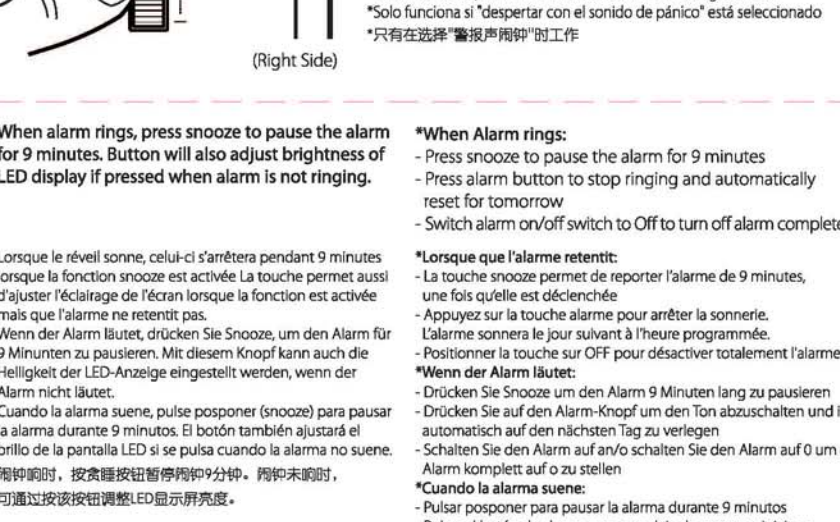 *Solo funciona si "despertar con el sonido de pánico" está seleccionado
*只有在选择"警报声闹钟"时工作
(Right Side)
When alarm rings, press snooze to pause the alarm
for 9 minutes. Button will also adjust brightness of
LED display if pressed when alarm is not ringing.
Lorsque le réveil sonne, celui-ci s'arrêtera pendant 9 minutes
lorsque la fonction snooze est activée La touche permet aussi
d'ajuster l'éclairage de l'écran lorsque la fonction est activée
mais que l'alarme ne retentit pas.
Wenn der Alarm läutet, drücken Sie Snooze, um den Alarm für
9 Minunten zu pausieren. Mit diesem Knopf kann auch die
Helligkeit der LED-Anzeige eingestellt werden, wenn der
Alarm nicht läutet.
Cuando la alarma suene, pulse posponer (snooze) para pausar
la alarma durante 9 minutos. El botón también ajustará el
brillo de la pantalla LED si se pulsa cuando la alarma no suene.
闹钟响时，按贪睡按钮暂停闹钟9分钟。闹钟未响时，
可通过按该按钮调整LED显示屏亮度。
*When Alarm rings:
- Press snooze to pause the alarm for 9 minutes
- Press alarm button to stop ringing and automatically
reset for tomorrow
- Switch alarm on/off switch to Off to turn off alarm complete
*Lorsque que l'alarme retentit:
- La touche snooze permet de reporter l'alarme de 9 minutes,
une fois qu'elle est déclenchée
- Appuyez sur la touche alarme pour arrêter la sonnerie.
L'alarme sonnera le jour suivant à l'heure programmée.
- Positionner la touche sur OFF pour désactiver totalement l'alarme
*Wenn der Alarm läutet:
- Drücken Sie Snooze um den Alarm 9 Minuten lang zu pausieren
- Drücken Sie auf den Alarm-Knopf um den Ton abzuschalten und
automatisch auf den nächsten Tag zu verlegen
- Schalten Sie den Alarm auf an/o schalten Sie den Alarm auf 0 um
Alarm komplett auf o zu stellen
*Cuando la alarma suene:
- Pulsar posponer para pausar la alarma durante 9 minutos